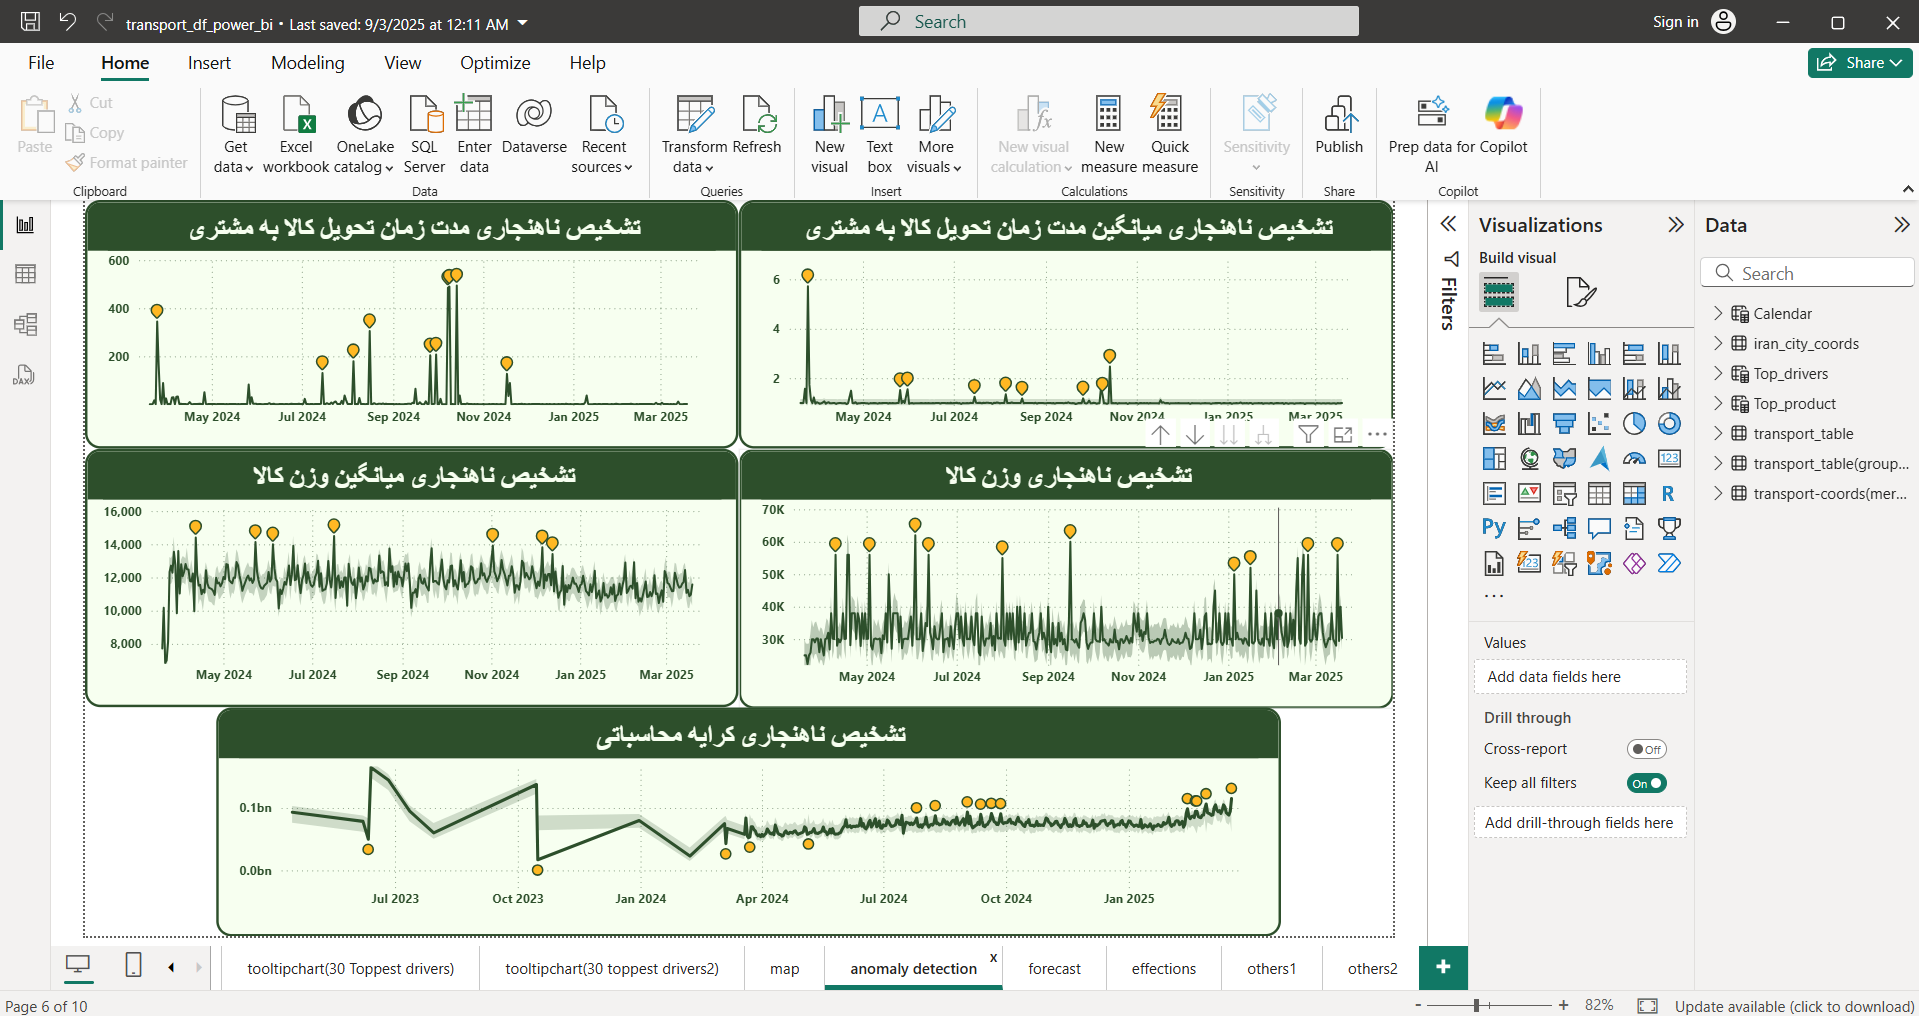 transport_df_power_bi • Last saved: 9/3/2025 at 12:11 AM
Search
Sign in
File Home Insert Modeling View Optimize Help
Share
Paste
Cut
Copy
Format painter
Clipboard
Get data
Excel workbook
OneLake catalog
SQL Server
Enter data
Dataverse
Recent sources
Data
Transform data
Refresh
Queries
New visual
Text box
More visuals
Insert
New visual calculation
New measure
Quick measure
Calculations
Sensitivity
Sensitivity
Publish
Share
Prep data for AI
Copilot
Copilot
تشخیص ناهنجاری مدت زمان تحویل کالا به مشتری
600
400
200
May 2024 Jul 2024 Sep 2024 Nov 2024 Jan 2025 Mar 2025
تشخیص ناهنجاری میانگین مدت زمان تحویل کالا به مشتری
6
4
2
May 2024 Jul 2024 Sep 2024 Nov 2024 Jan 2025 Mar 2025
تشخیص ناهنجاری میانگین وزن کالا
16,000
14,000
12,000
10,000
8,000
May 2024 Jul 2024 Sep 2024 Nov 2024 Jan 2025 Mar 2025
تشخیص ناهنجاری وزن کالا
70K
60K
50K
40K
30K
May 2024 Jul 2024 Sep 2024 Nov 2024 Jan 2025 Mar 2025
تشخیص ناهنجاری کرایه محاسباتی
0.1bn
0.0bn
Jul 2023 Oct 2023 Jan 2024 Apr 2024 Jul 2024 Oct 2024 Jan 2025
Filters
Visualizations
Build visual
123
R
Py
123
Values
Add data fields here
Drill through
Cross-report
Off
Keep all filters
On
Add drill-through fields here
Data
Search
Calendar
iran_city_coords
Top_drivers
Top_product
transport_table
transport_table(group...
transport-coords(mer...
DAX
tooltipchart(30 Toppest drivers)
tooltipchart(30 toppest drivers2)
map
anomaly detection
x
forecast
effections
others1
others2
+
Page 6 of 10
- + 82%
Update available (click to download)